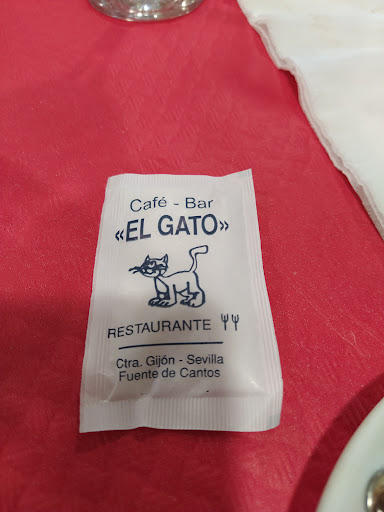 Café - Bar
«EL GATO»
RESTAURANTE
Ctra. Gijón - Sevilla
Fuente de Cantos